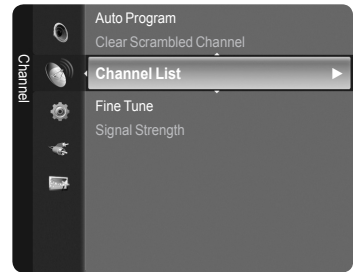 Channel
Auto Program
Clear Scrambled Channel
Channel List
Fine Tune
Signal Strength